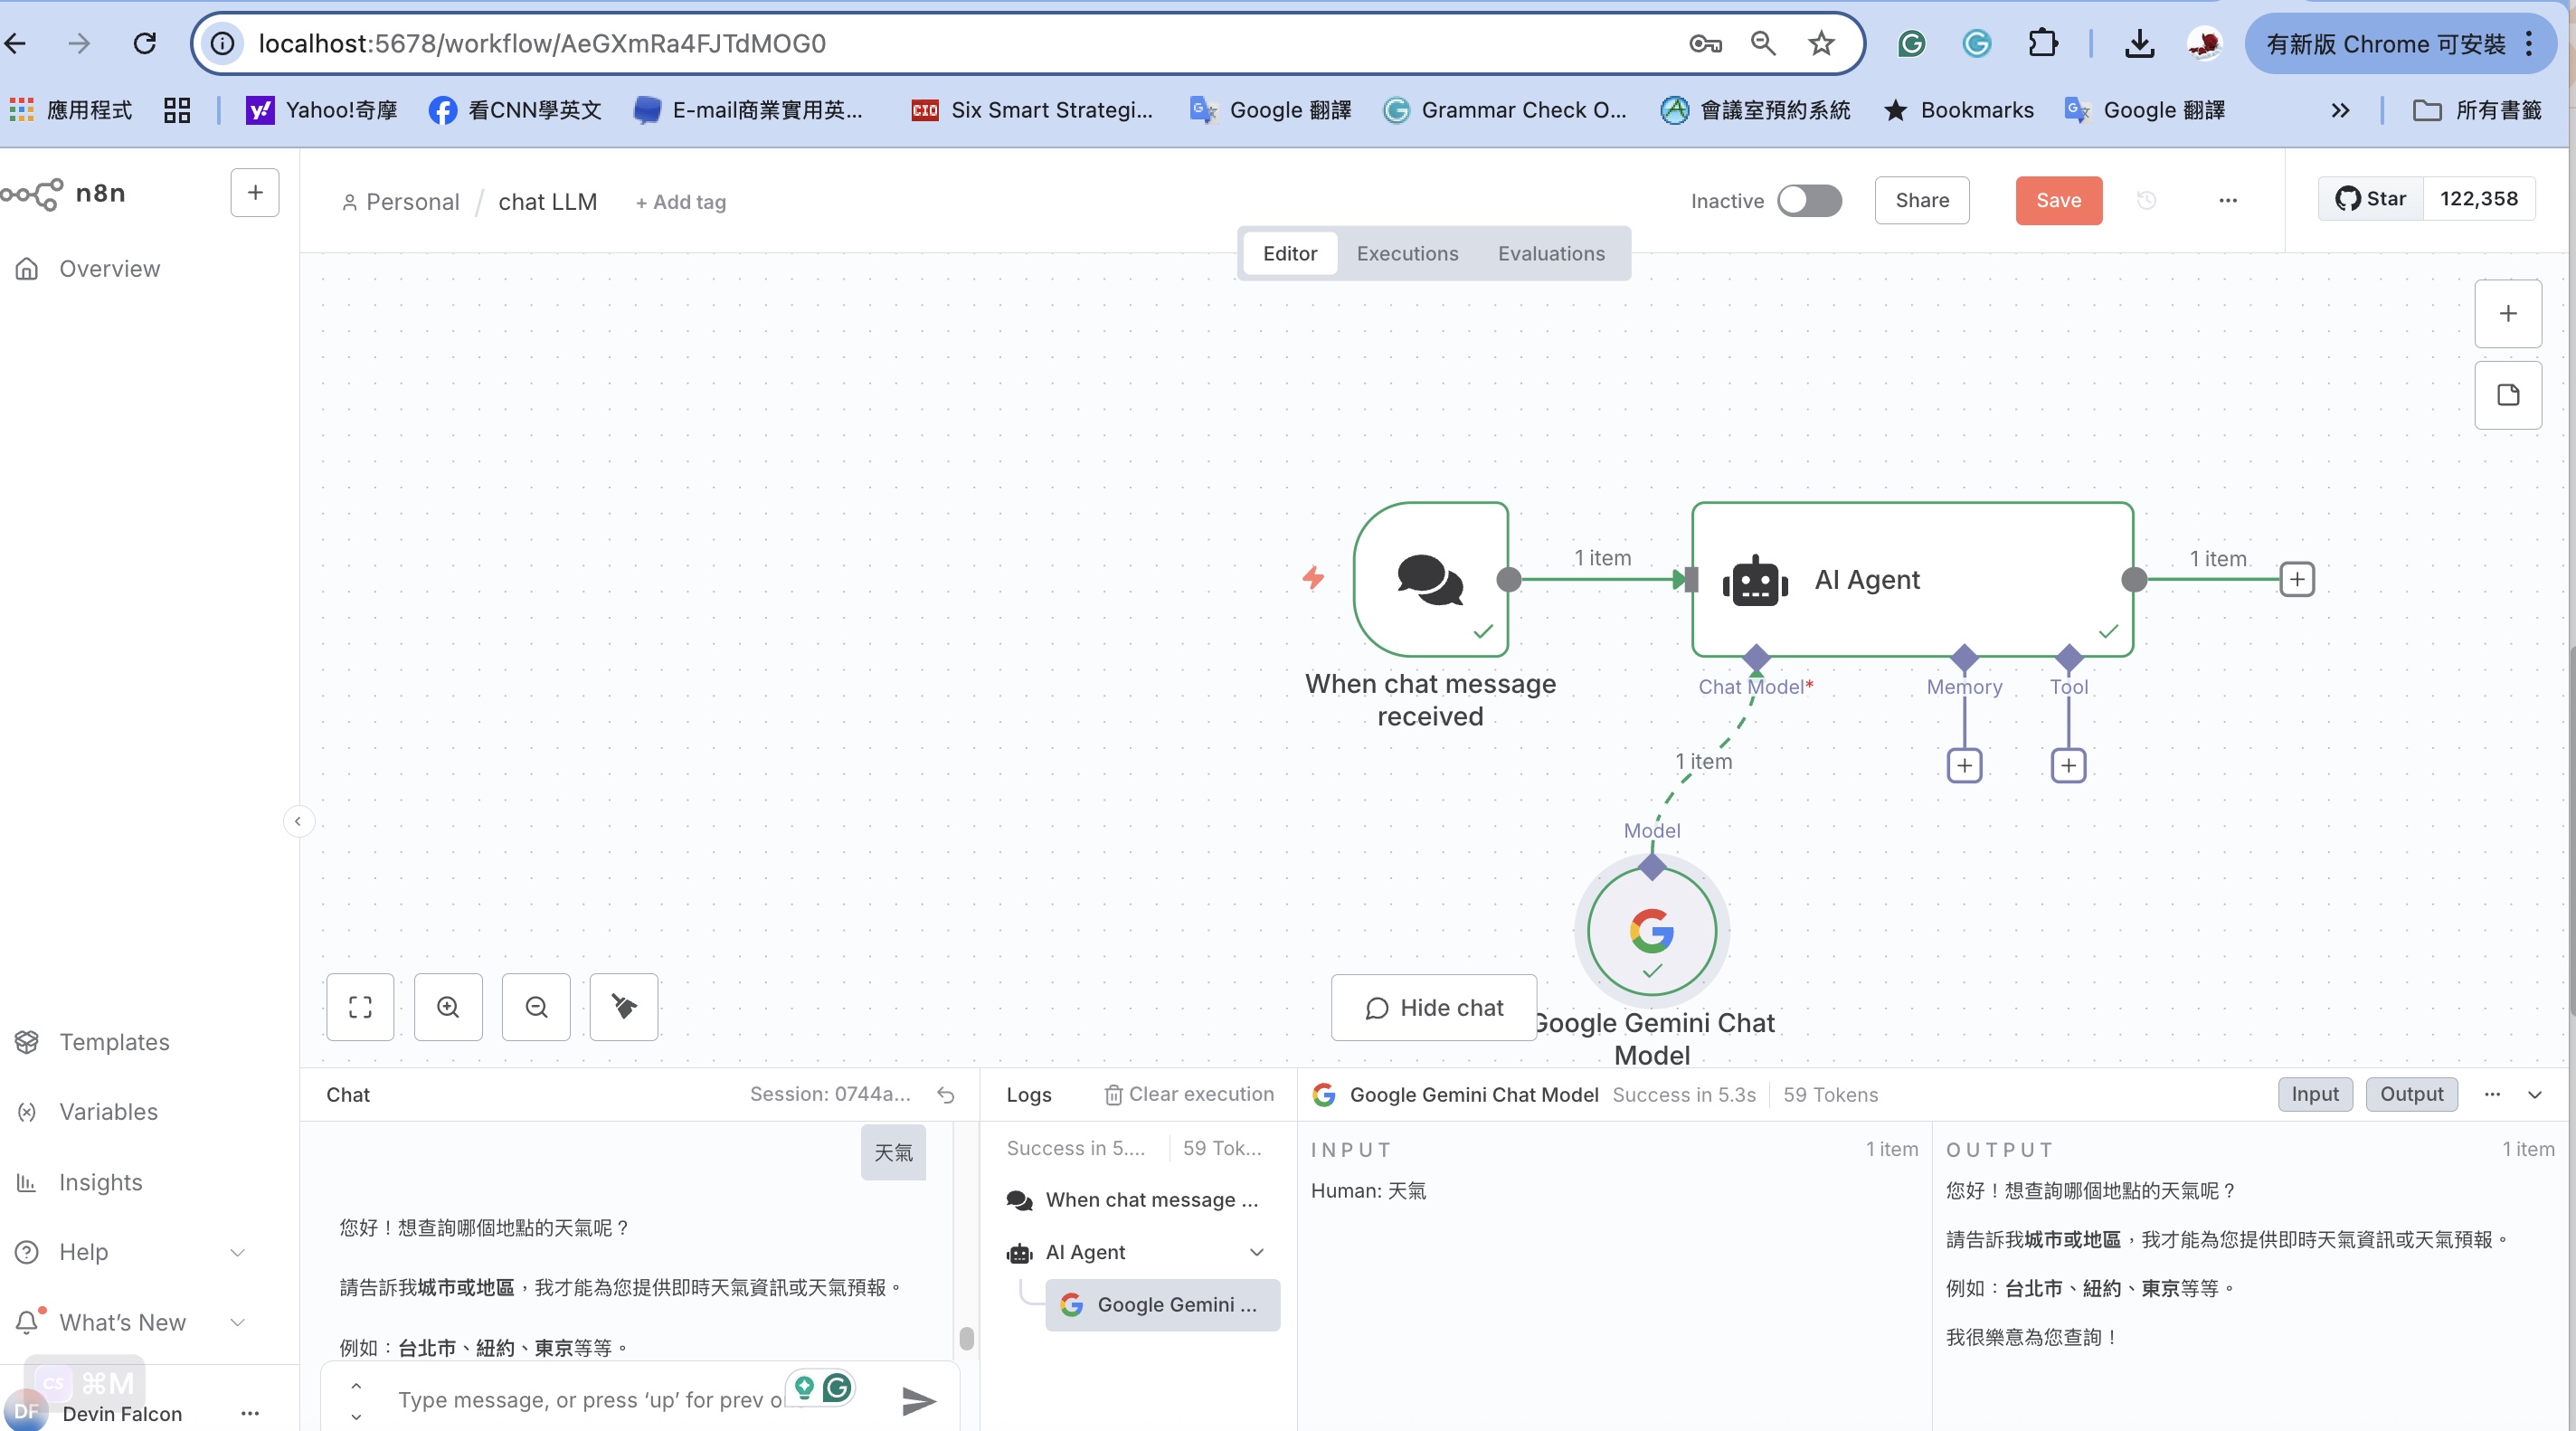 localhost:5678/workflow/AeGXmRa4FJTdMOG0
有新版 Chrome 可安裝
應用程式
Yahoo!奇摩
看CNN學英文
E-mail商業實用英...
CIO
Six Smart Strategi...
Google 翻譯
Grammar Check O...
會議室預約系統
Bookmarks
Google 翻譯
所有書籤
n8n
Personal / chat LLM
+ Add tag
Inactive
Share
Save
Star
122,358
Overview
Editor
Executions
Evaluations
1 item
AI Agent
1 item
When chat message
received
Chat Model*
Memory
Tool
1 item
Model
Hide chat
Google Gemini Chat
Model
Templates
Variables
Insights
Help
What's New
CS ⌘M
DF
Devin Falcon
Chat
Session: 0744a...
天氣
您好！想查詢哪個地點的天氣呢？
請告訴我城市或地區，我才能為您提供即時天氣資訊或天氣預報。
例如：台北市、紐約、東京等等。
Type message, or press ‘up’ for prev o
Logs
Clear execution
Success in 5....
59 Tok...
When chat message ...
AI Agent
Google Gemini ...
Google Gemini Chat Model
Success in 5.3s
59 Tokens
Input
Output
INPUT
1 item
Human: 天氣
OUTPUT
1 item
您好！想查詢哪個地點的天氣呢？
請告訴我城市或地區，我才能為您提供即時天氣資訊或天氣預報。
例如：台北市、紐約、東京等等。
我很樂意為您查詢！